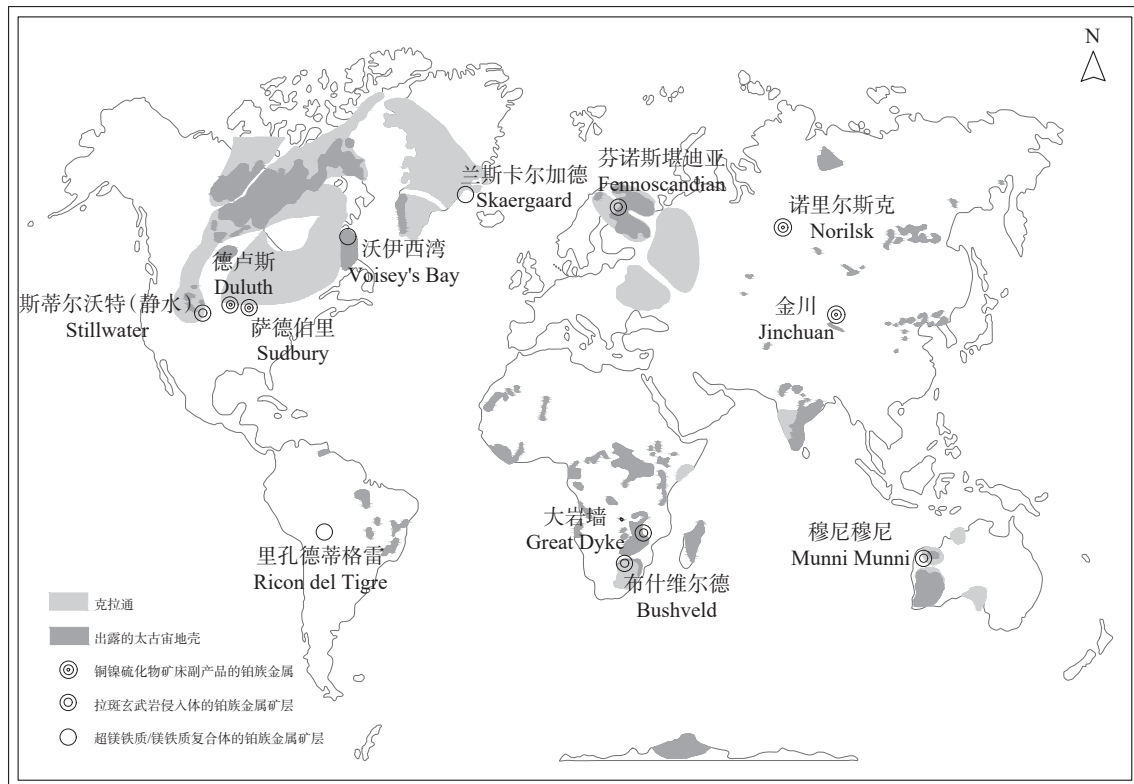 N
芬诺斯堪迪亚
Fennoscandian
兰斯卡尔加德
Skaergaard
诺里尔斯克
Norilsk
沃伊西湾
Voisey's Bay
德卢斯
Duluth
斯蒂尔沃特（静水）
Stillwater
萨德伯里
Sudbury
金川
Jinchuan
大岩墙
Great Dyke
穆尼穆尼
Munni Munni
里孔德蒂格雷
Ricon del Tigre
布什维尔德
Bushveld
克拉通
出露的太古宙地壳
铜镍硫化物矿床副产品的铂族金属
拉斑玄武岩侵入体的铂族金属矿层
超镁铁质/镁铁质复合体的铂族金属矿层